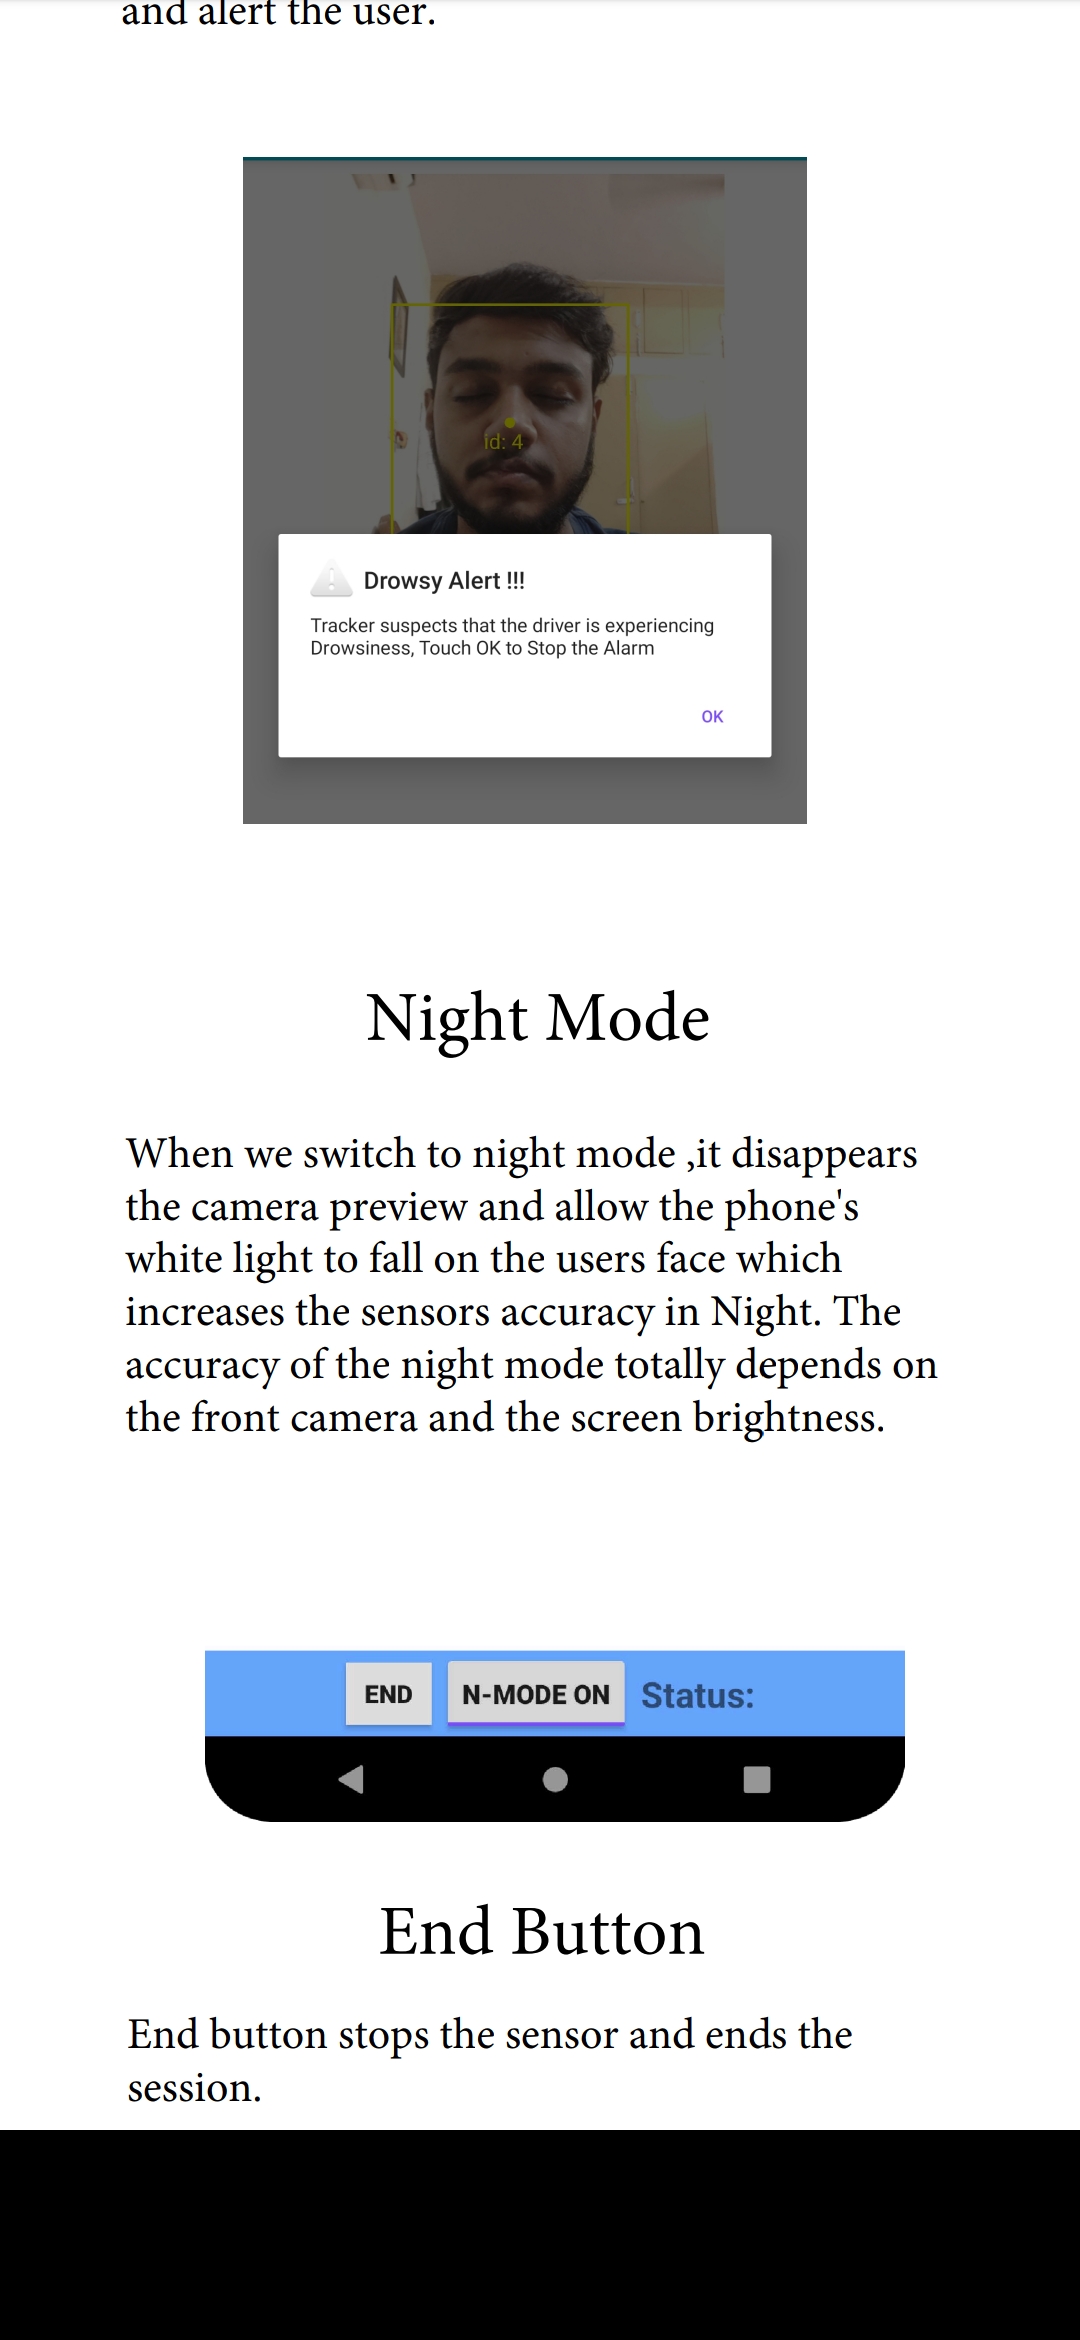 and alert the user.
id: 4
Drowsy Alert !!!
Tracker suspects that the driver is experiencing
Drowsiness, Touch OK to Stop the Alarm
OK
Night Mode
When we switch to night mode ,it disappears
the camera preview and allow the phone's
white light to fall on the users face which
increases the sensors accuracy in Night. The
accuracy of the night mode totally depends on
the front camera and the screen brightness.
END N-MODE ON Status:
End Button
End button stops the sensor and ends the
session.